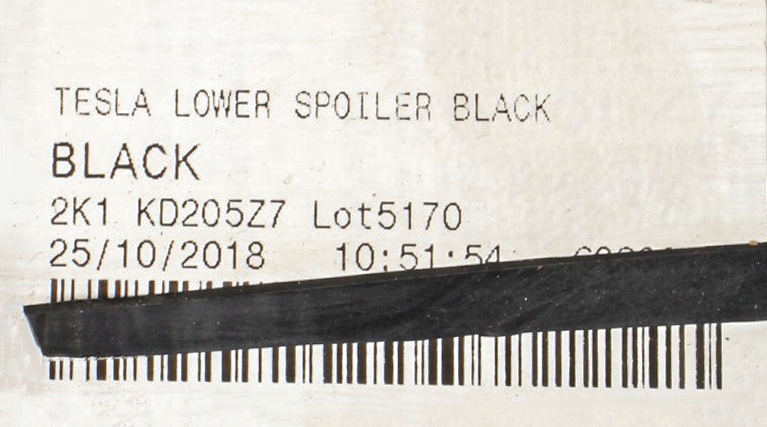 TESLA LOWER SPOILER BLACK
BLACK
2K1 KD205Z7 Lot5170
25/10/2018 10:51:54